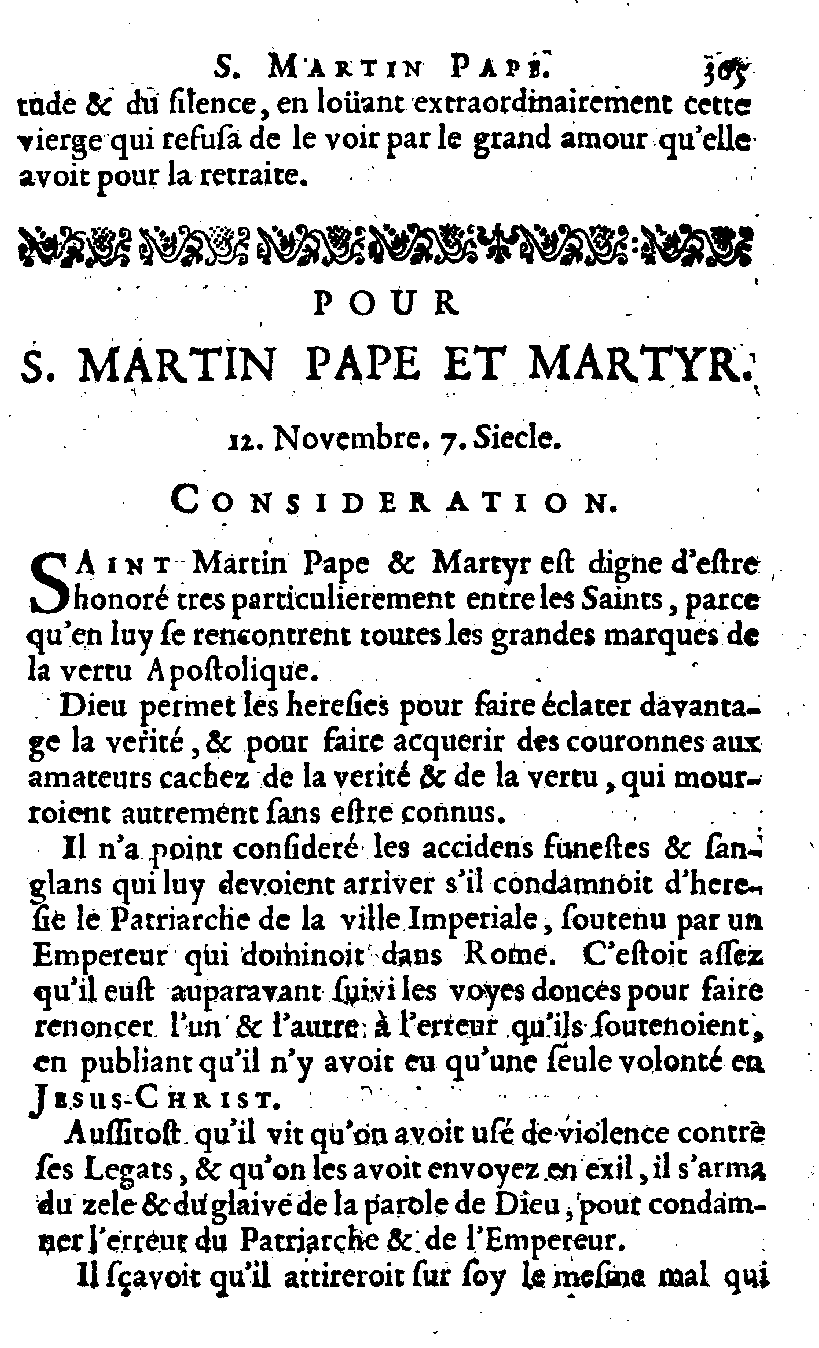 S. MARTIN PAPE. 305
tude & du silence, en loüant extraordinairement cette
vierge qui refusa de le voir par le grand amour qu'elle
avoit pour la retraite.
POUR
S. MARTIN PAPE ET MARTYR.
12. Novembre. 7. Siecle.
CONSIDERATION.
SAINT Martin Pape & Martyr eſt digne d'eſtre
honoré tres particulierement entre les Saints, parce
qu'en luy ſe rencontrent toutes les grandes marques de
la vertu Apoſtolique.
Dieu permet les hereſies pour faire éclater davanta-
ge la verité, & pour faire acquerir des couronnes aux
amateurs cachez de la verité & de la vertu, qui mour-
roient autrement ſans eſtre connus.
Il n'a point conſideré les accidens funeſtes & ſan-
glans qui luy devoient arriver s'il condamnoit d'here-
ſie le Patriarche de la ville Imperiale, ſoutenu par un
Empereur qui dominoit dans Rome. C'eſtoit aſſez
qu'il euſt auparavant ſuivi les voyes douces pour faire
renoncer l'un & l'autre à l'erreur qu'ils ſoutenoient,
en publiant qu'il n'y avoit eu qu'une ſeule volonté en
JESUS-CHRIST.
Auſſitoſt qu'il vit qu'on avoit uſé de violence contre
ſes Legats, & qu'on les avoit envoyez en exil, il s'arma
du zele & du glaive de la parole de Dieu, pour condam-
ner l'erreur du Patriarche & de l'Empereur.
Il ſçavoit qu'il attireroit ſur ſoy le meſme mal qui